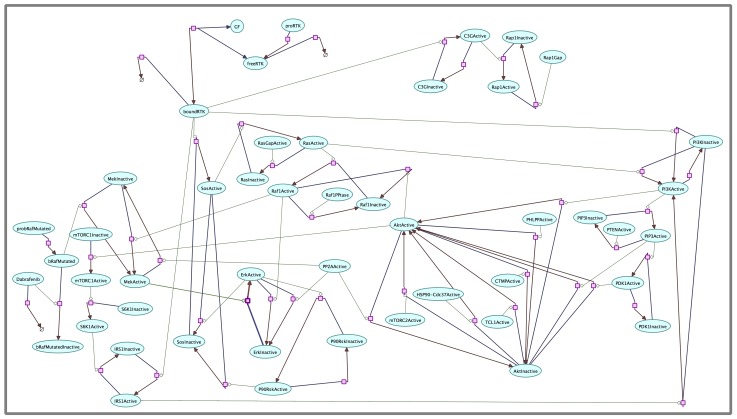 GF
proRTK
freeRTK
C3GActive
Rap1Inactive
Rap1Gap
C3GInactive
Rap1Active
boundRTK
RasGapActive
RasActive
PI3KInactive
MekInactive
RasInactive
SosActive
Raf1Active
Raf1PPtase
Raf1Inactive
PI3KActive
probRafMutated
mTORC1Inactive
AktActive
PHLPPActive
PIP3Inactive
PTENActive
PIP3Active
bRafMutated
Dabrafenib
mTORC1Active
MekActive
ErkActive
PP2AActive
CTMPActive
PDK1Active
HSP90-Cdc37Active
S6K1Inactive
S6K1Active
mTORC2Active
TCL1Active
PDK1Inactive
bRafMutatedInactive
IRS1Inactive
SosInactive
ErkInactive
P90RskInactive
AktInactive
P90RskActive
IRS1Active